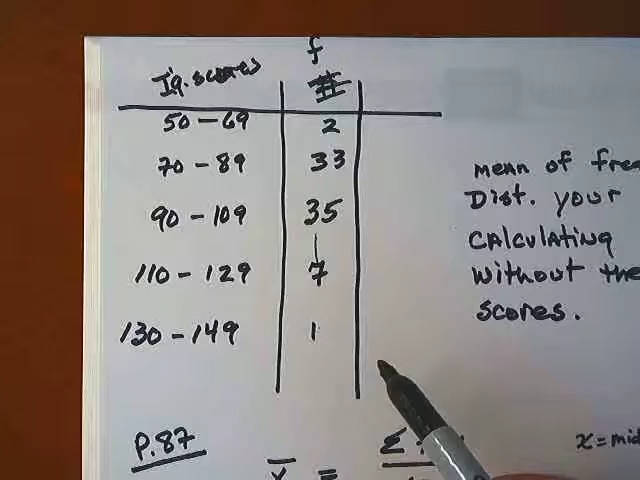 f
I.q. scores #
50 - 69 2
70 - 89 33
90 - 109 35
110 - 129 7
130 - 149 1
mean of
Dist. your
CALCULATING
without the
scores.
P.87
x̄ = Σ
x = mid